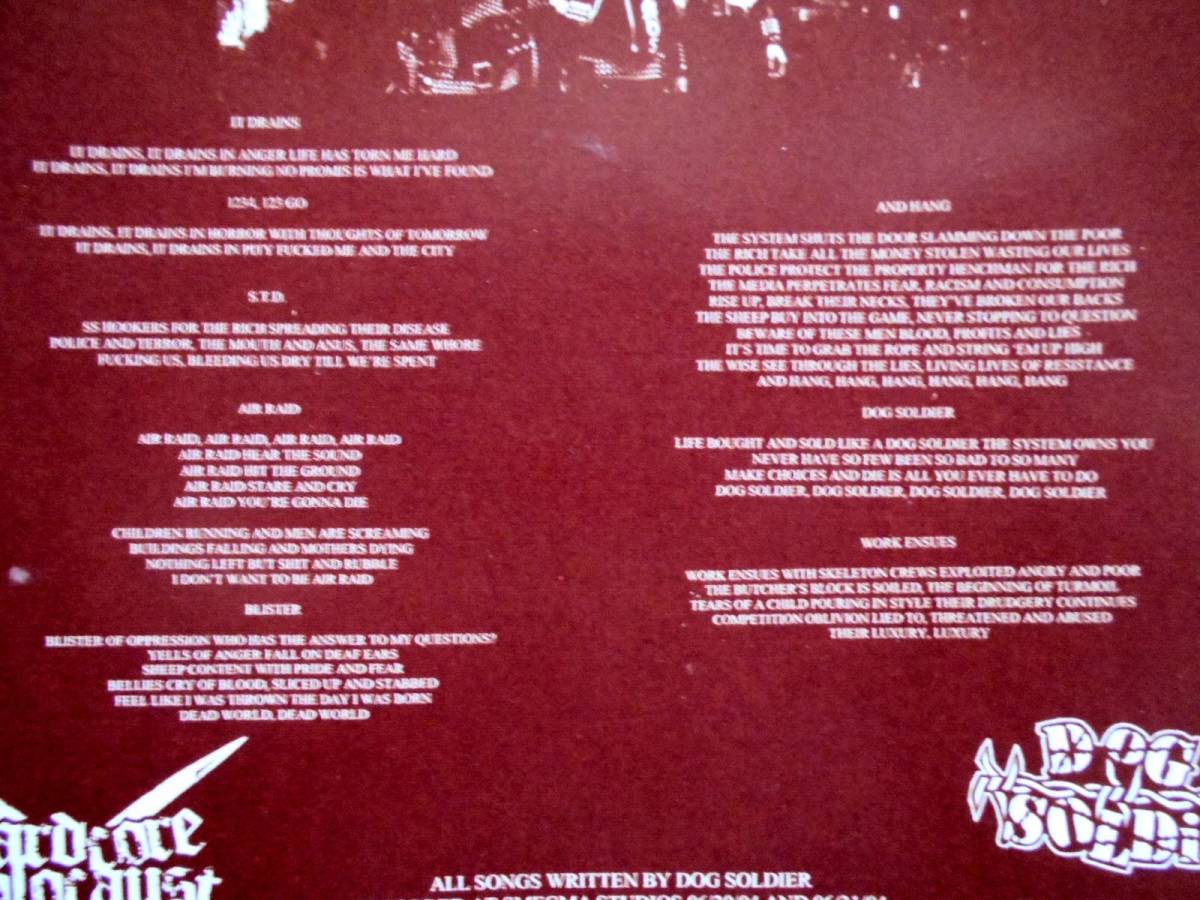 IT DRAINS
IT DRAINS, IT DRAINS IN ANGER LIFE HAS TORN ME HARD
IT DRAINS, IT DRAINS I'M BURNING NO PROMIS IS WHAT I'VE FOUND
1234, 123 GO
IT DRAINS, IT DRAINS IN HORROR WITH THOUGHTS OF TOMORROW
IT DRAINS, IT DRAINS IN PITY FUCKED ME AND THE CITY
S.T.D.
SS HOOKERS FOR THE RICH SPREADING THEIR DISEASE
POLICE AND TERROR, THE MOUTH AND ANUS, THE SAME WHORE
FUCKING US, BLEEDING US DRY TILL WE'RE SPENT
AIR RAID
AIR RAID, AIR RAID, AIR RAID, AIR RAID
AIR RAID HEAR THE SOUND
AIR RAID HIT THE GROUND
AIR RAID STARE AND CRY
AIR RAID YOU'RE GONNA DIE
CHILDREN RUNNING AND MEN ARE SCREAMING
BUILDINGS FALLING AND MOTHERS DYING
NOTHING LEFT BUT SHIT AND RUBBLE
I DON'T WANT TO BE AIR RAID
BLISTER
BLISTER OF OPPRESSION WHO HAS THE ANSWER TO MY QUESTIONS?
YELLS OF ANGER FALL ON DEAF EARS
SHEEP CONTENT WITH PRIDE AND FEAR
BELLIES CRY OF BLOOD, SLICED UP AND STABBED
FEEL LIKE I WAS THROWN THE DAY I WAS BORN
DEAD WORLD, DEAD WORLD
AND HANG
THE SYSTEM SHUTS THE DOOR SLAMMING DOWN THE POOR
THE RICH TAKE ALL THE MONEY STOLEN WASTING OUR LIVES
THE POLICE PROTECT THE PROPERTY HENCHMAN FOR THE RICH
THE MEDIA PERPETRATES FEAR, RACISM AND CONSUMPTION
RISE UP, BREAK THEIR NECKS, THEY'VE BROKEN OUR BACKS
THE SHEEP BUY INTO THE GAME, NEVER STOPPING TO QUESTION
BEWARE OF THESE MEN BLOOD, PROFITS AND LIES
IT'S TIME TO GRAB THE ROPE AND STRING 'EM UP HIGH
THE WISE SEE THROUGH THE LIES, LIVING LIVES OF RESISTANCE
AND HANG, HANG, HANG, HANG, HANG, HANG
DOG SOLDIER
LIFE BOUGHT AND SOLD LIKE A DOG SOLDIER THE SYSTEM OWNS YOU
NEVER HAVE SO FEW BEEN SO BAD TO SO MANY
MAKE CHOICES AND DIE IS ALL YOU EVER HAVE TO DO
DOG SOLDIER, DOG SOLDIER, DOG SOLDIER, DOG SOLDIER
WORK ENSUES
WORK ENSUES WITH SKELETON CREWS EXPLOITED ANGRY AND POOR
THE BUTCHER'S BLOCK IS SOILED, THE BEGINNING OF TURMOIL
TEARS OF A CHILD POURING IN STYLE THEIR DRUDGERY CONTINUES
COMPETITION OBLIVION LIED TO, THREATENED AND ABUSED
THEIR LUXURY, LUXURY
DOG
SOLDI
ardcore
olocaust
ALL SONGS WRITTEN BY DOG SOLDIER
AT SMEGMA STUDIOS